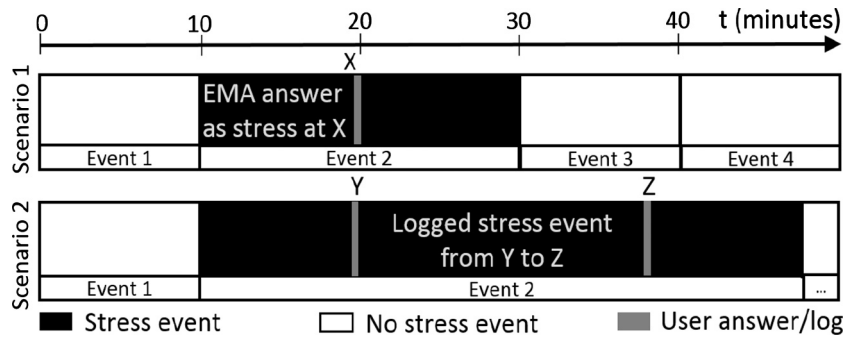 0 10 20 30 40 t (minutes)
X
Scenario 1
EMA answer
as stress at X
Event 1 Event 2 Event 3 Event 4
Y Z
Scenario 2
Logged stress event
from Y to Z
Event 1 Event 2 ...
Stress event No stress event User answer/log